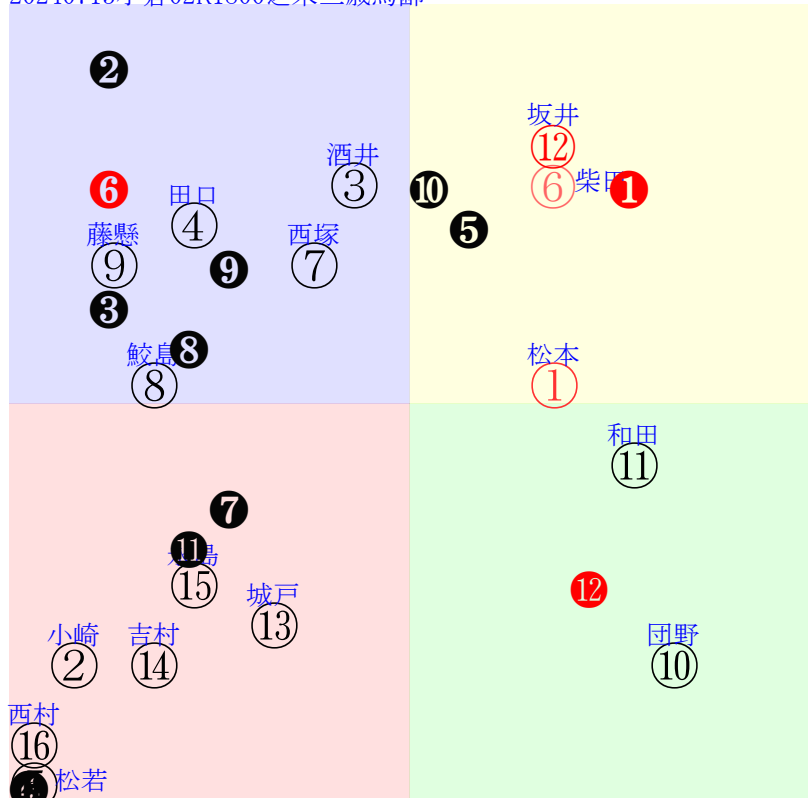 ❷
坂井
⑫
酒井
③
❻
田口
④
❿
⑥
柴田
❶
藤懸
⑨
西塚
⑦
❾
❺
❸
鮫島
❽
⑧
松本
①
和田
⑪
❼
⓫
島
⑮
城戸
⑬
⓬
小崎
②
吉村
⑭
団野
⑩
西村
⑯
松若